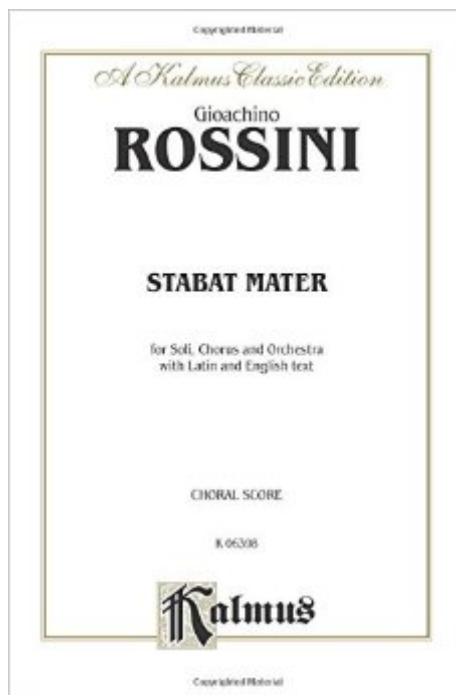 Copyrighted Material
A Kalmus Classic Edition
Gioachino
ROSSINI
STABAT MATER
for Soli, Chorus and Orchestra
with Latin and English text
CHORAL SCORE
K 06398
Kalmus
Copyrighted Material